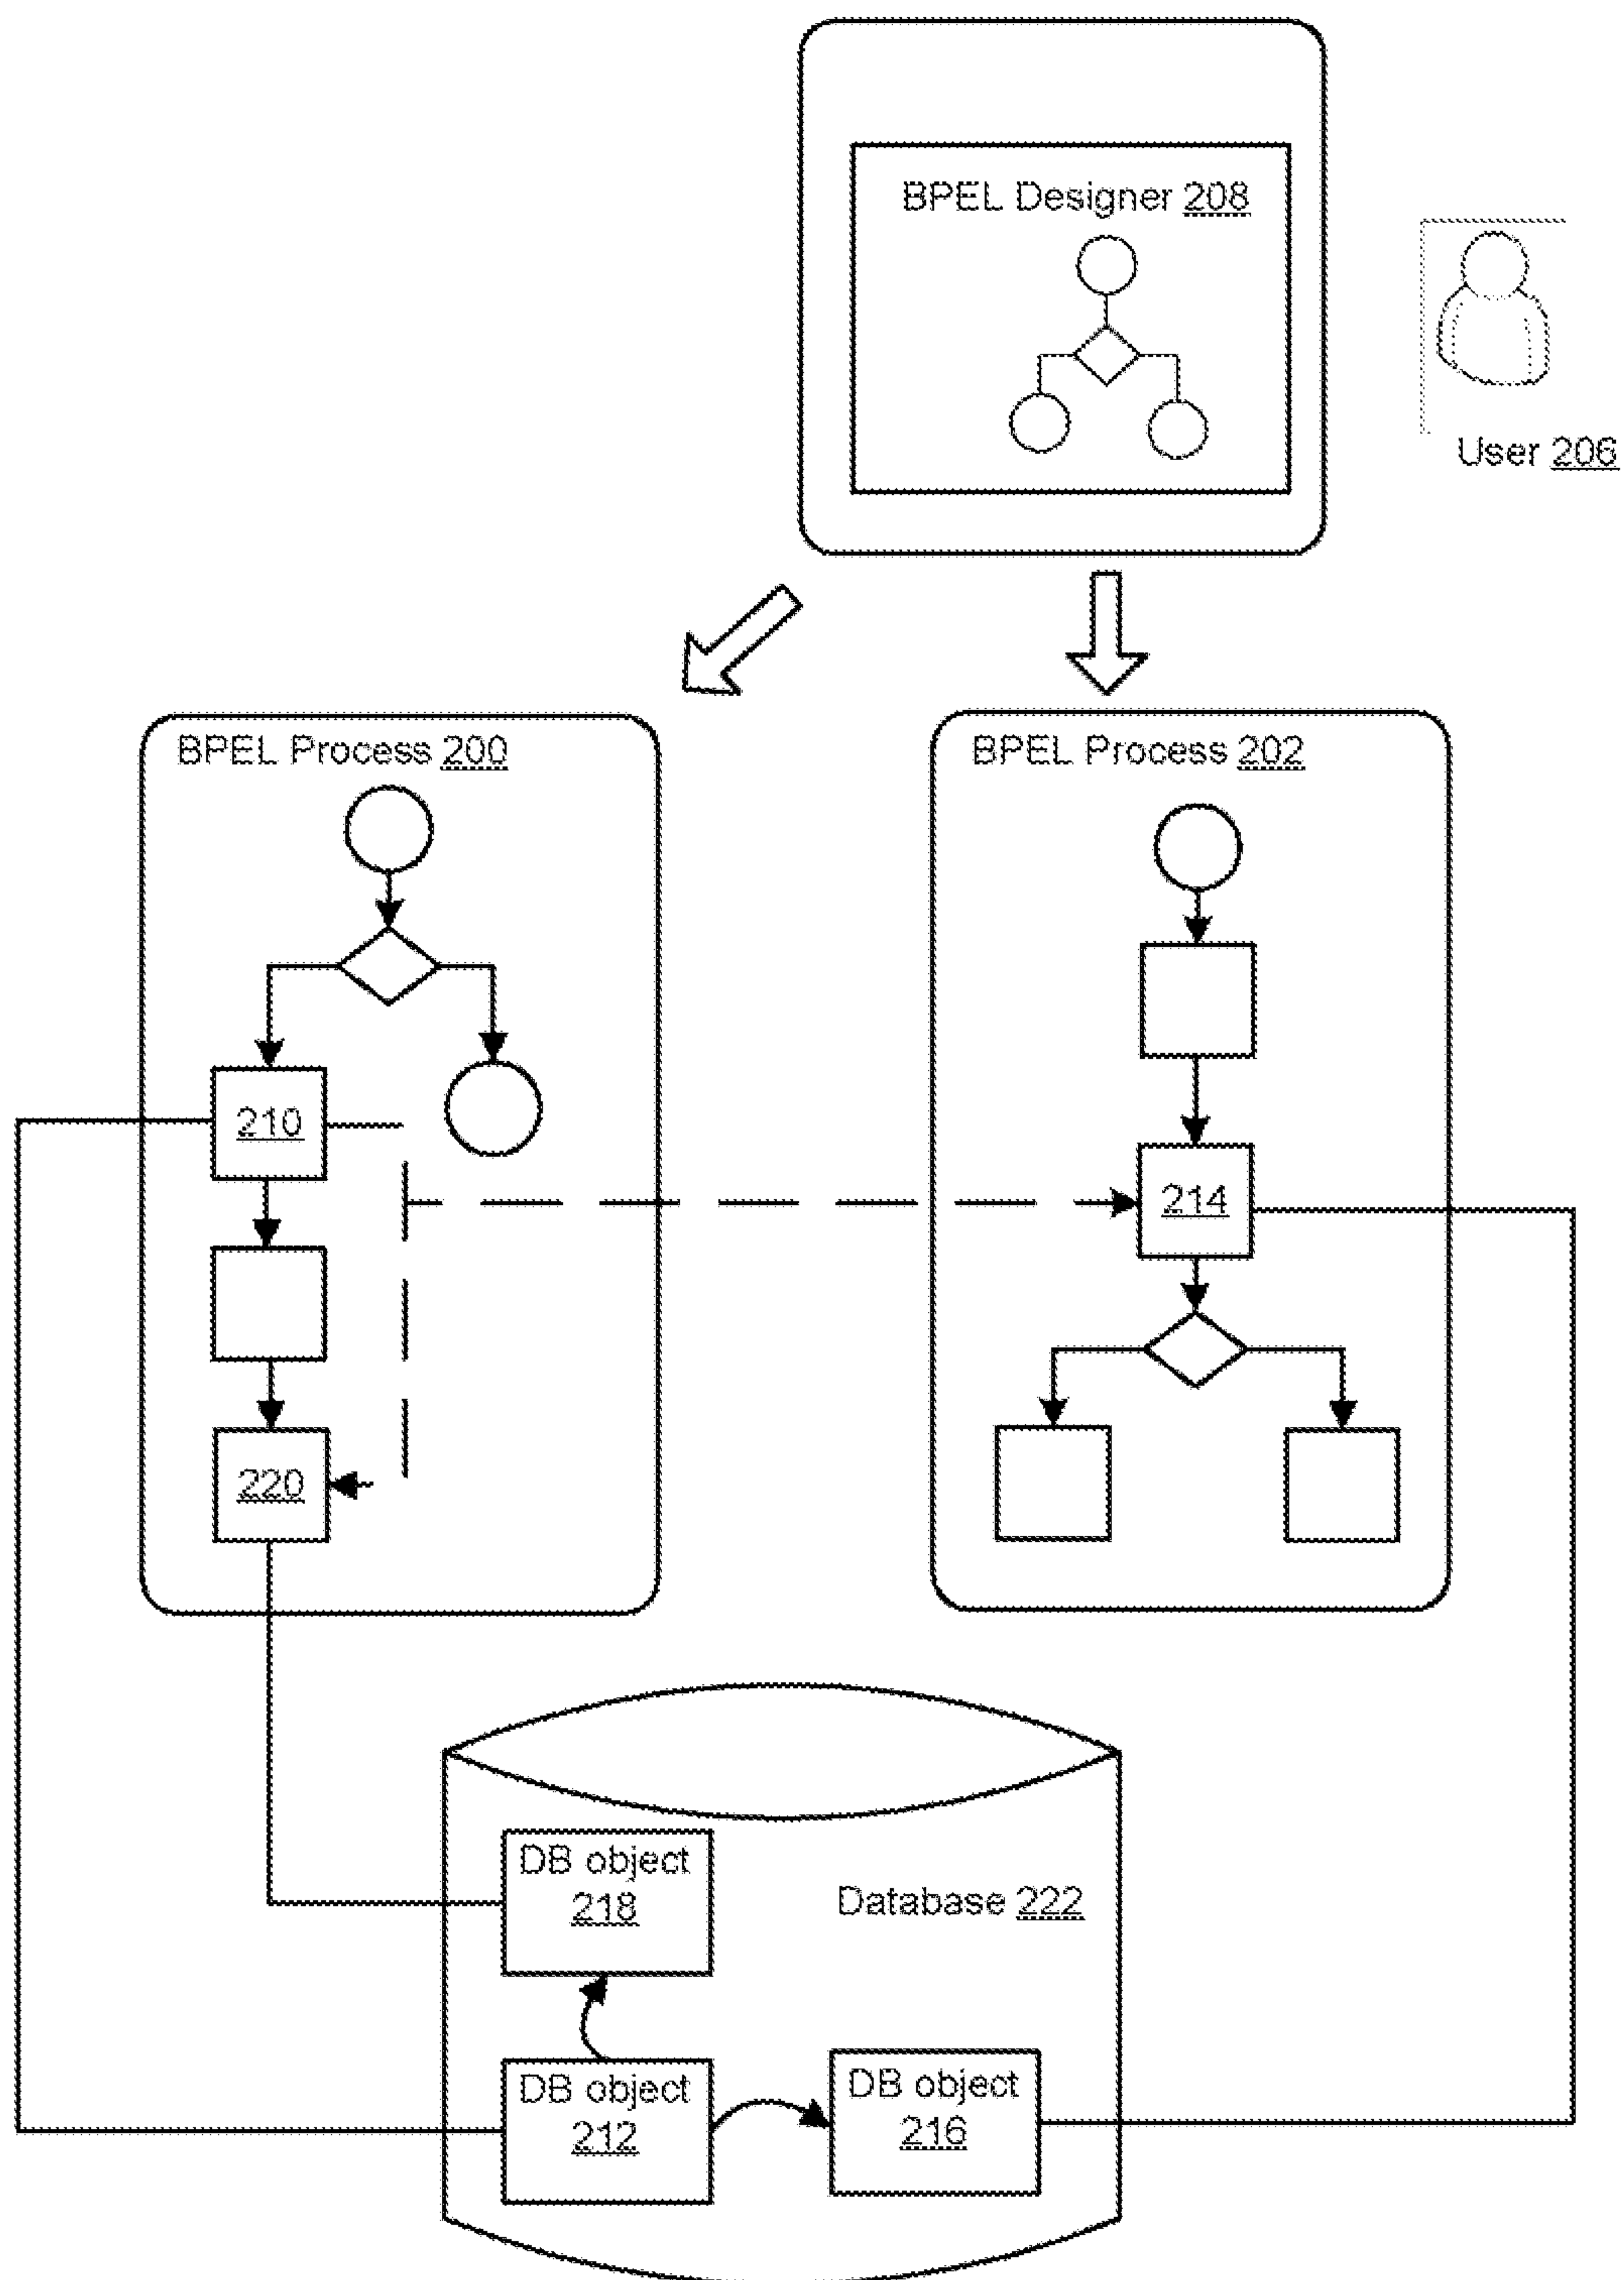 BPEL Designer 208
User 206
BPEL Process 200
BPEL Process 202
210
214
220
DB object
218
Database 222
DB object
212
DB object
216